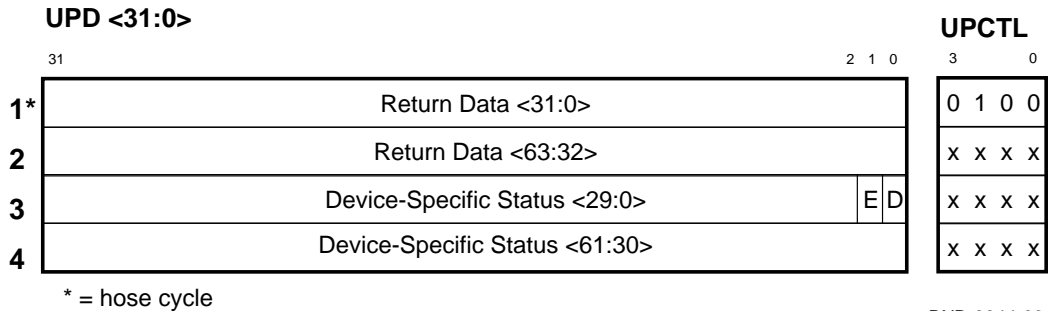 UPD <31:0>
UPCTL
31 2 1 0 3 0
1* Return Data <31:0> 0 1 0 0
2 Return Data <63:32> x x x x
3 Device-Specific Status <29:0> E D x x x x
4 Device-Specific Status <61:30> x x x x
* = hose cycle